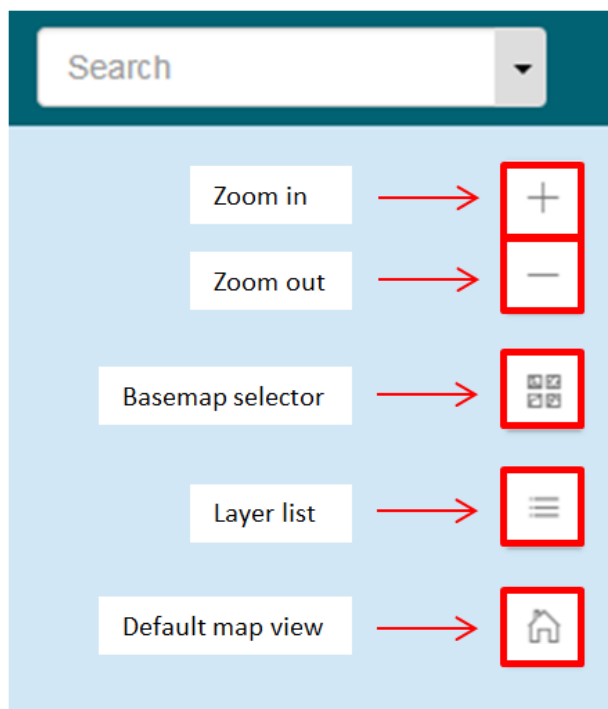 Search
Zoom in
Zoom out
Basemap selector
Layer list
Default map view